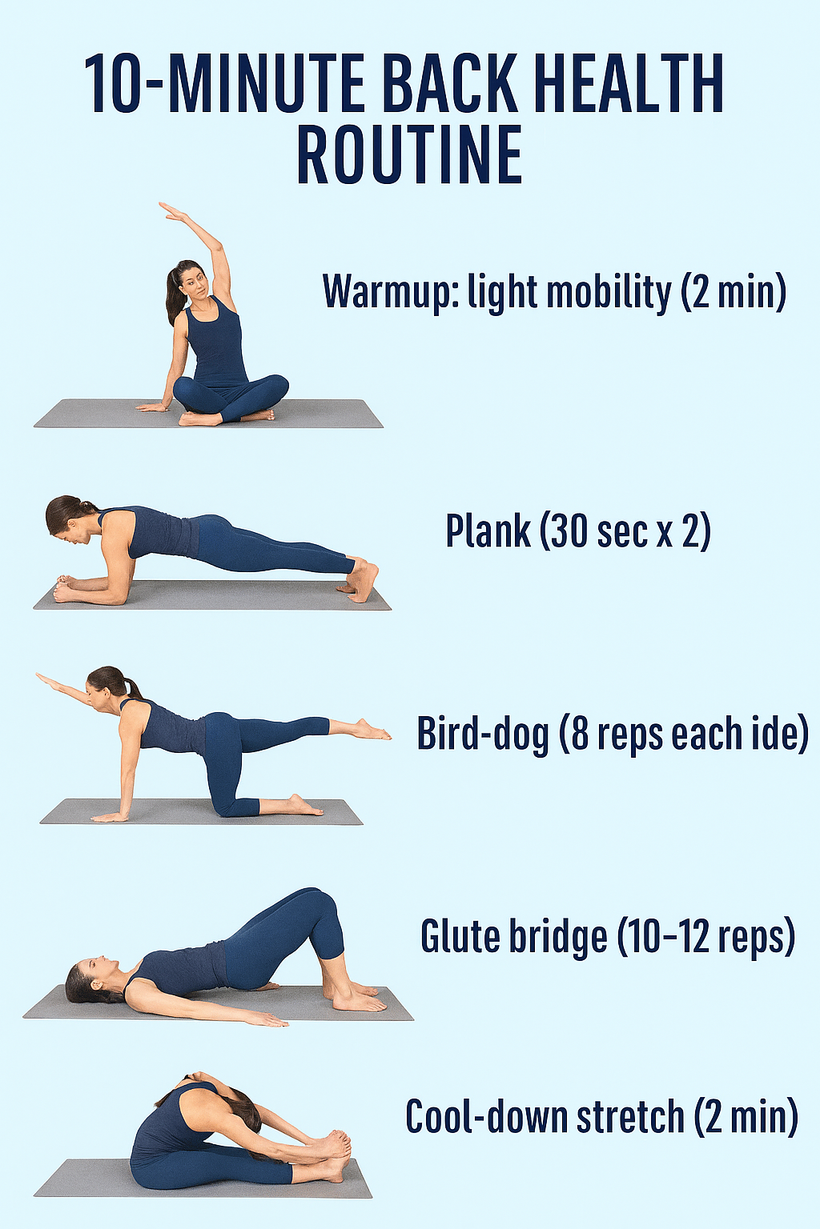 10-MINUTE BACK HEALTH
ROUTINE
Warmup: light mobility (2 min)
Plank (30 sec x 2)
Bird-dog (8 reps each ide)
Glute bridge (10–12 reps)
Cool-down stretch (2 min)